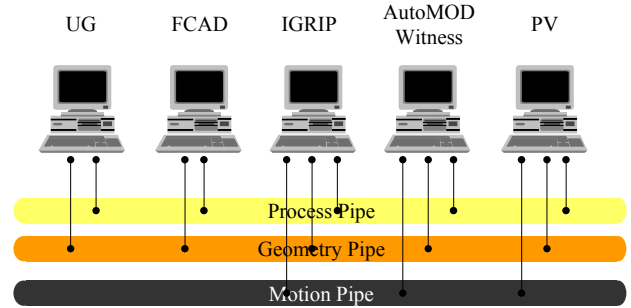 UG
FCAD
IGRIP
AutoMOD
Witness
PV
Process Pipe
Geometry Pipe
Motion Pipe